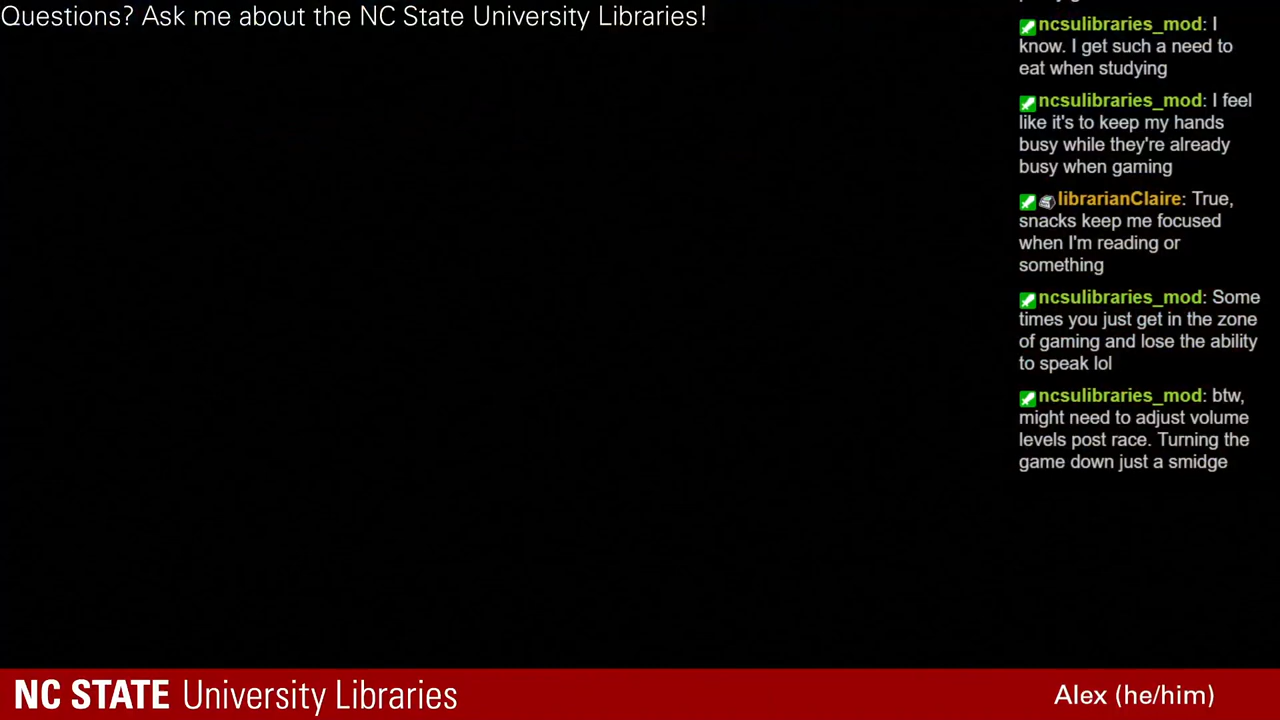 Questions? Ask me about the NC State University Libraries!
ncsulibraries_mod: I
know. I get such a need to
eat when studying
ncsulibraries_mod: I feel
like it's to keep my hands
busy while they're already
busy when gaming
librarianClaire: True,
snacks keep me focused
when I'm reading or
something
ncsulibraries_mod: Some
times you just get in the zone
of gaming and lose the ability
to speak lol
ncsulibraries_mod: btw,
might need to adjust volume
levels post race. Turning the
game down just a smidge
NC STATE University Libraries
Alex (he/him)